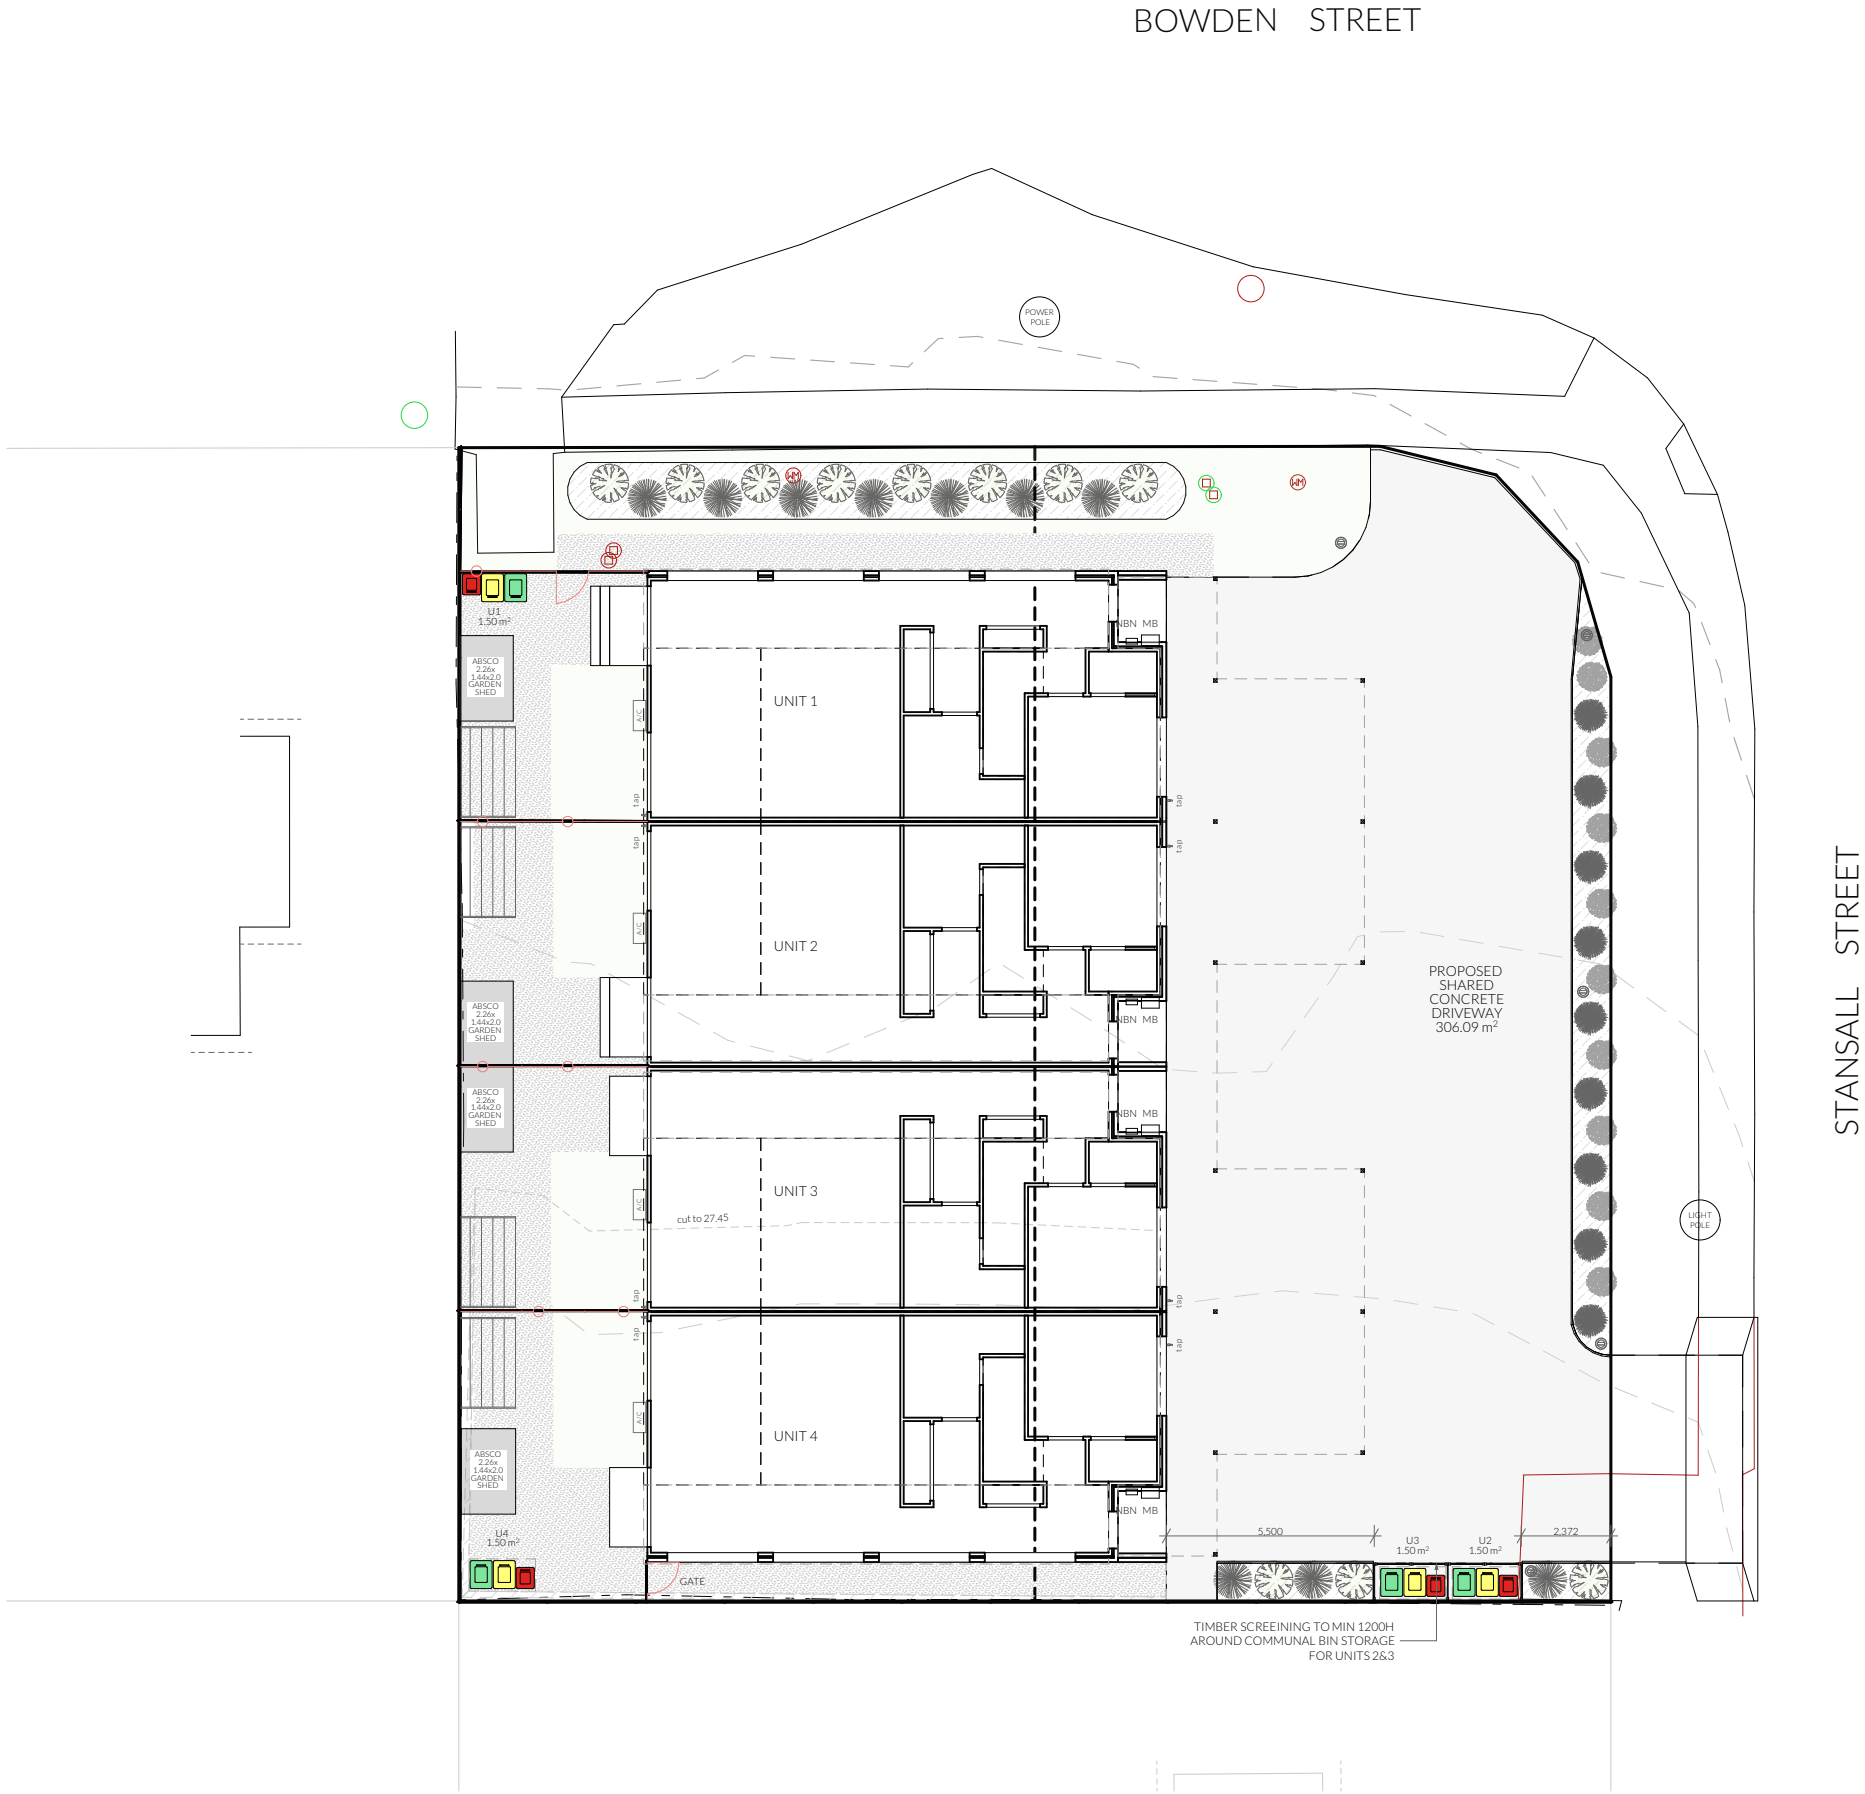 BOWDEN STREET
POWER
POLE
WM
WM
U1
1.50 m²
NBN MB
ABSCO
2.26x
1.44x2.0
GARDEN
SHED
UNIT 1
A/C
tap
tap
tap
tap
A/C
UNIT 2
STANSALL STREET
PROPOSED
SHARED
CONCRETE
DRIVEWAY
306.09 m²
ABSCO
2.26x
1.44x2.0
GARDEN
SHED
NBN MB
ABSCO
2.26x
1.44x2.0
GARDEN
SHED
NBN MB
UNIT 3
A/C
cut to 27.45
LIGHT
POLE
tap
tap
tap
tap
A/C
UNIT 4
ABSCO
2.26x
1.44x2.0
GARDEN
SHED
NBN MB
U4
1.50 m²
5,500
2,372
U3
1.50 m²
U2
1.50 m²
GATE
TIMBER SCREEINING TO MIN 1200H
AROUND COMMUNAL BIN STORAGE
FOR UNITS 2&3